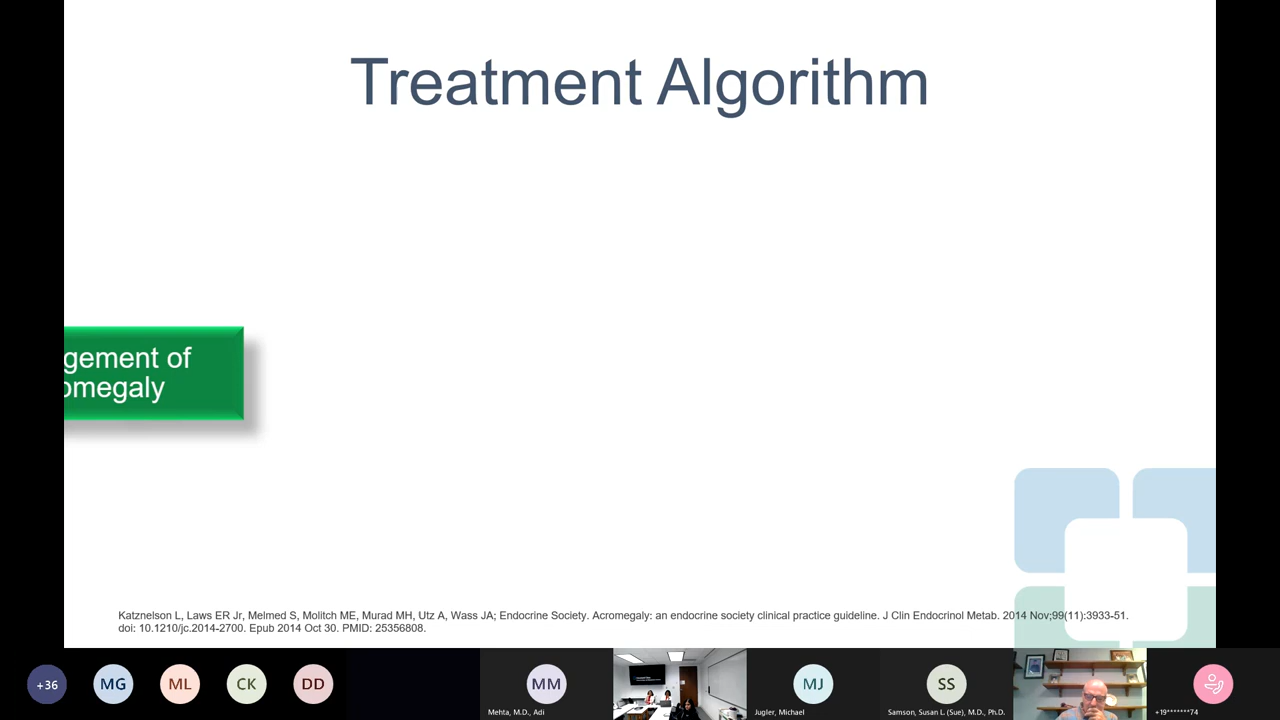 Treatment Algorithm
gement of
omegaly
Katznelson L, Laws ER Jr, Melmed S, Molitch ME, Murad MH, Utz A, Wass JA; Endocrine Society. Acromegaly: an endocrine society clinical practice guideline. J Clin Endocrinol Metab. 2014 Nov;99(11):3933-51.
doi: 10.1210/jc.2014-2700. Epub 2014 Oct 30. PMID: 25356808.
+36
MG
ML
CK
DD
MM
MJ
SS
Mehta, M.D., Adi
Jugler, Michael
Samson, Susan L. (Sue), M.D., Ph.D.
+19*******74